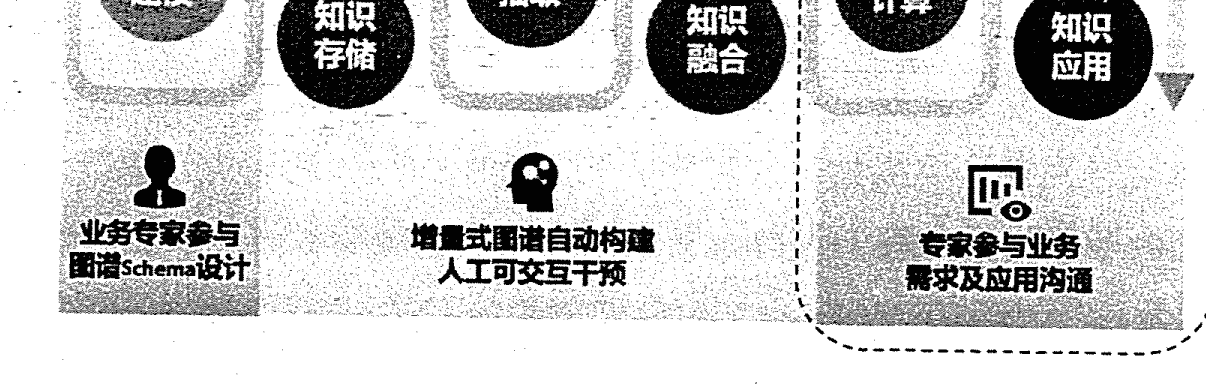 知识
存储
知识
融合
计算
知识
应用
业务专家参与
图谱Schema设计
增量式图谱自动构建
人工可交互干预
专家参与业务
需求及应用沟通